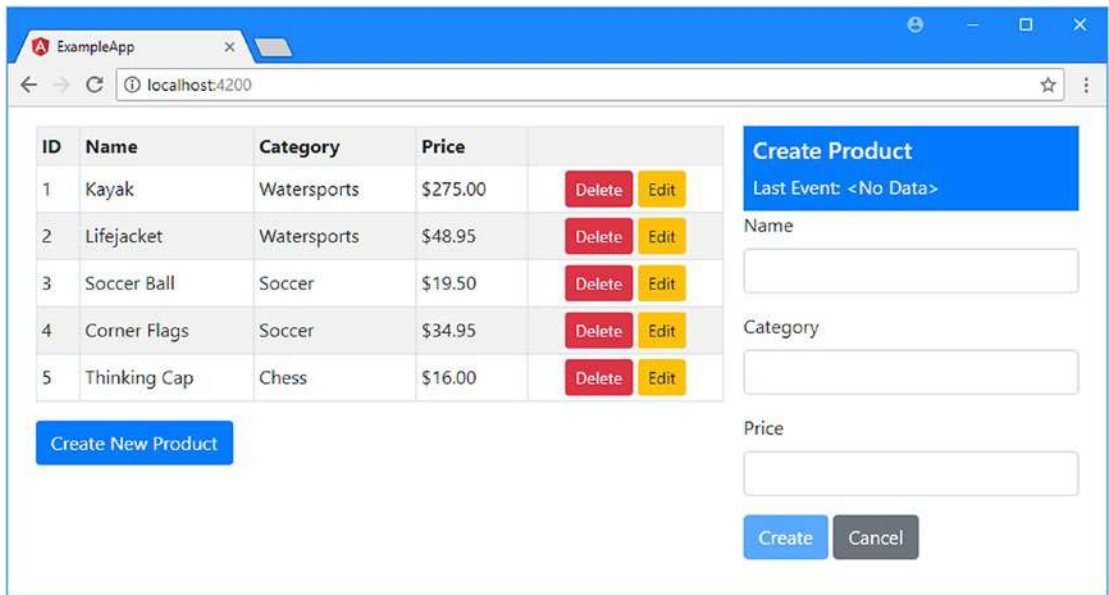 ExampleApp
localhost:4200
ID Name Category Price
1 Kayak Watersports $275.00 Delete Edit
2 Lifejacket Watersports $48.95 Delete Edit
3 Soccer Ball Soccer $19.50 Delete Edit
4 Corner Flags Soccer $34.95 Delete Edit
5 Thinking Cap Chess $16.00 Delete Edit
Create New Product
Create Product
Last Event: <No Data>
Name
Category
Price
Create Cancel